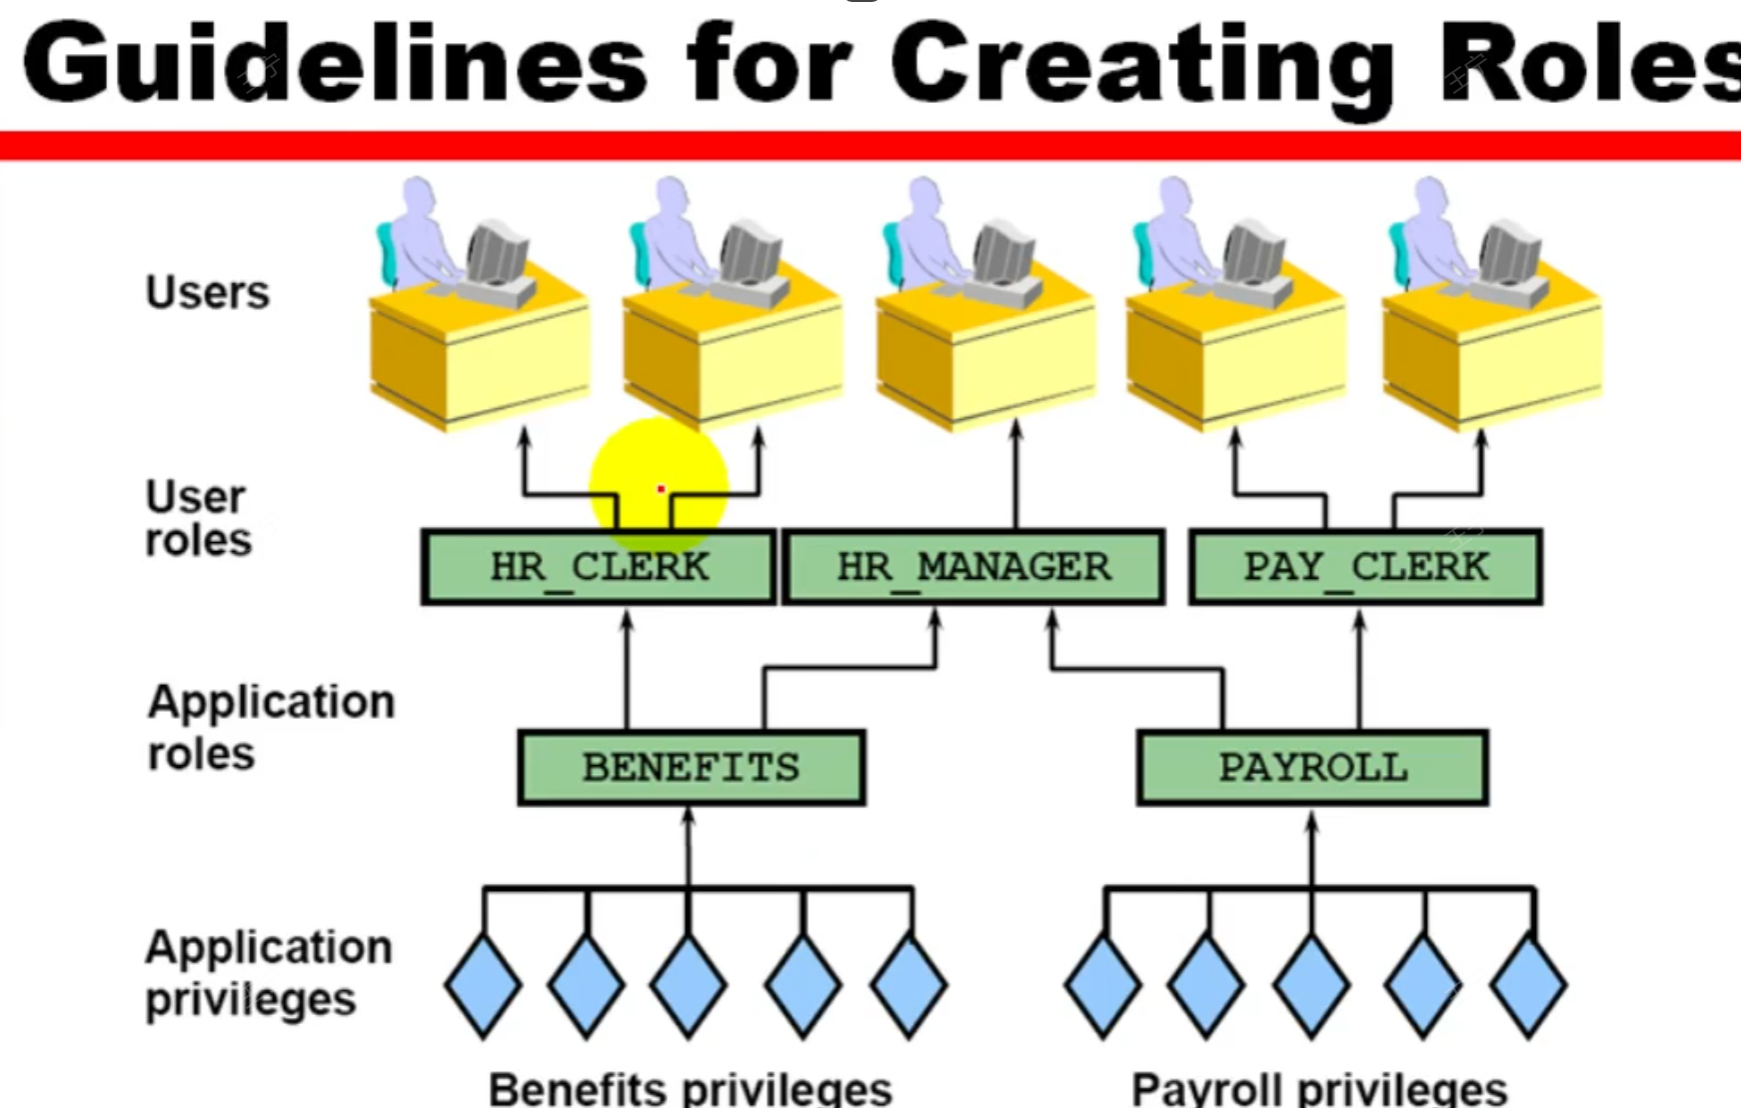 Guidelines for Creating Roles
Users
User
roles
HR_CLERK
HR_MANAGER
PAY_CLERK
Application
roles
BENEFITS
PAYROLL
Application
privileges
Benefits privileges
Payroll privileges